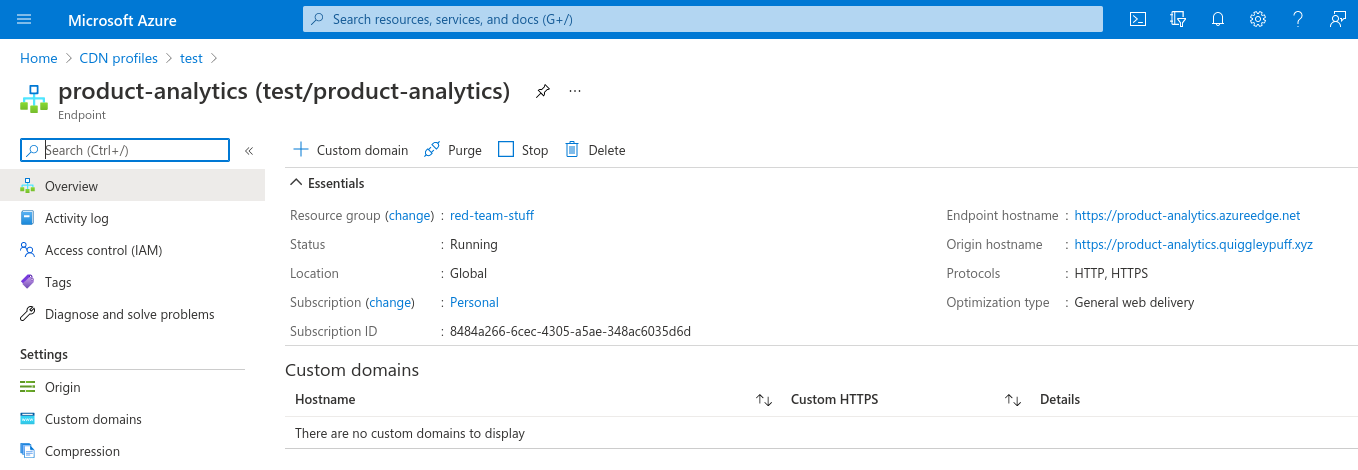 Microsoft Azure
Search resources, services, and docs (G+/)
Home > CDN profiles > test >
product-analytics (test/product-analytics)
...
Endpoint
Search (Ctrl+/)
«
Overview
Activity log
Access control (IAM)
Tags
Diagnose and solve problems
Settings
Origin
Custom domains
Compression
Custom domain Purge Stop Delete
Essentials
Resource group (change) : red-team-stuff
Status : Running
Location : Global
Subscription (change) : Personal
Subscription ID : 8484a266-6cec-4305-a5ae-348ac6035d6d
Endpoint hostname : https://product-analytics.azureedge.net
Origin hostname : https://product-analytics.quiggleypuff.xyz
Protocols : HTTP, HTTPS
Optimization type : General web delivery
Custom domains
Hostname Custom HTTPS Details
There are no custom domains to display